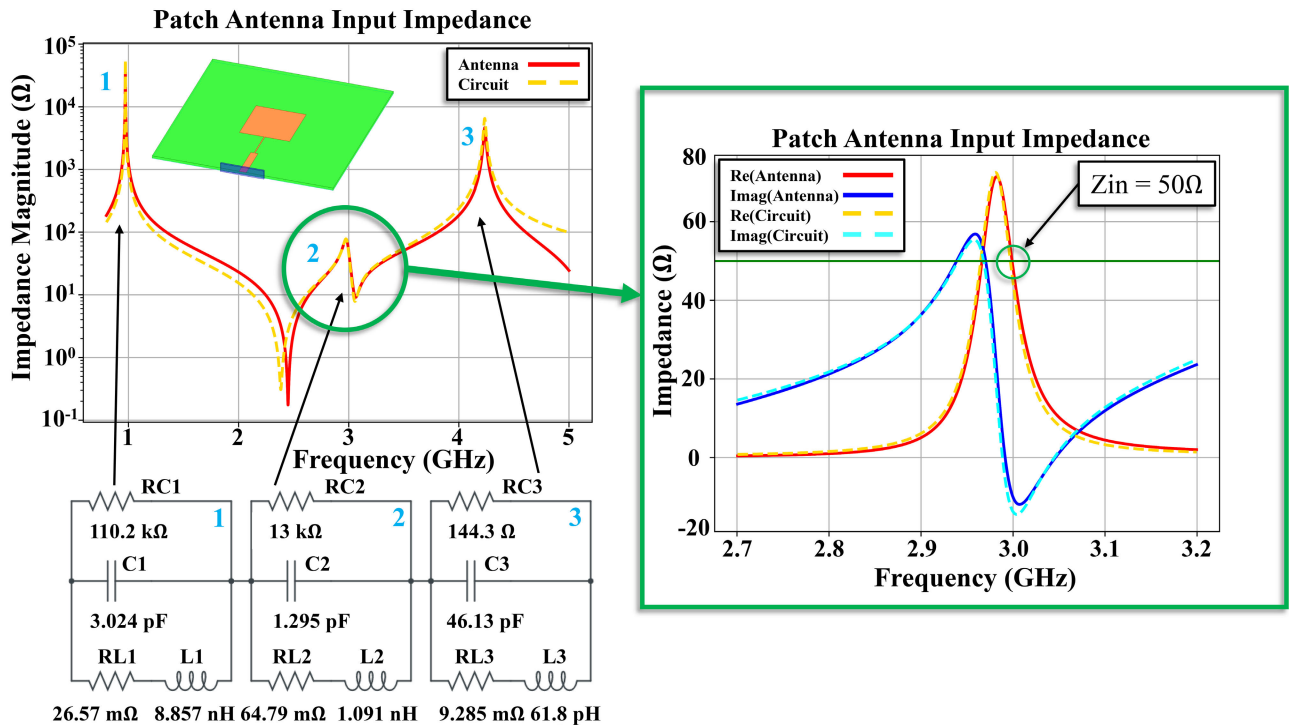 Patch Antenna Input Impedance
Impedance Magnitude (Ω)
10^5
10^4
10^3
10^2
10^1
10^0
10^-1
1
2
3
Antenna
Circuit
1 2 3 4 5
Frequency (GHz)
Patch Antenna Input Impedance
Impedance (Ω)
80
60
40
20
0
-20
Re(Antenna)
Imag(Antenna)
Re(Circuit)
Imag(Circuit)
Zin = 50Ω
2.7 2.8 2.9 3.0 3.1 3.2
Frequency (GHz)
RC1 RC2 RC3
1 2 3
110.2 kΩ 13 kΩ 144.3 Ω
C1 C2 C3
3.024 pF 1.295 pF 46.13 pF
RL1 L1 RL2 L2 RL3 L3
26.57 mΩ 8.857 nH 64.79 mΩ 1.091 nH 9.285 mΩ 61.8 pH